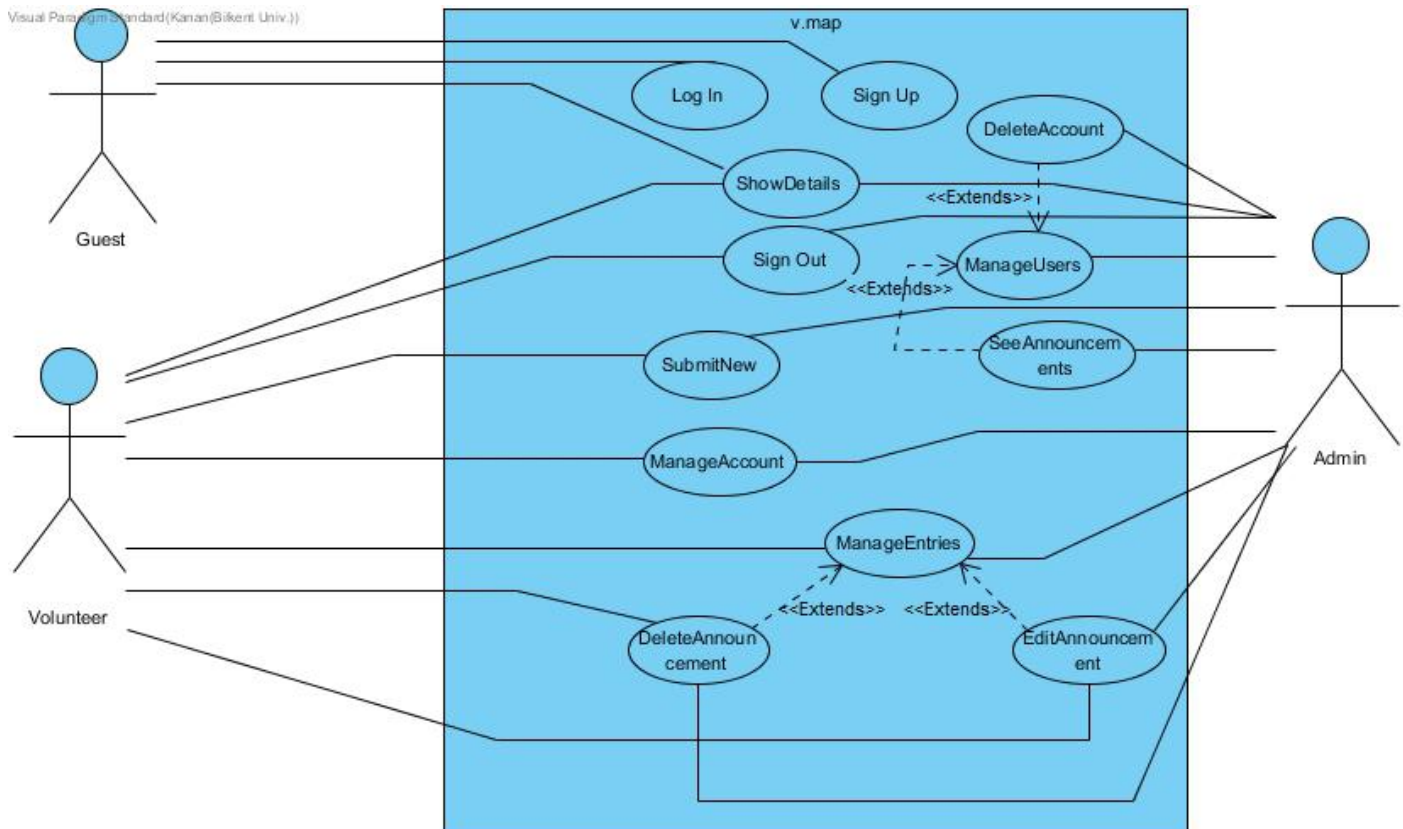 Visual Paradigm Standard(Kanan(Bilkent Univ.))
v.map
Log In
Sign Up
DeleteAccount
ShowDetails
<<Extends>>
Guest
Sign Out
ManageUsers
<<Extends>>
SubmitNew
SeeAnnouncem
ents
ManageAccount
Admin
ManageEntries
Volunteer
<<Extends>>
<<Extends>>
DeleteAnnoun
cement
EditAnnouncem
ent